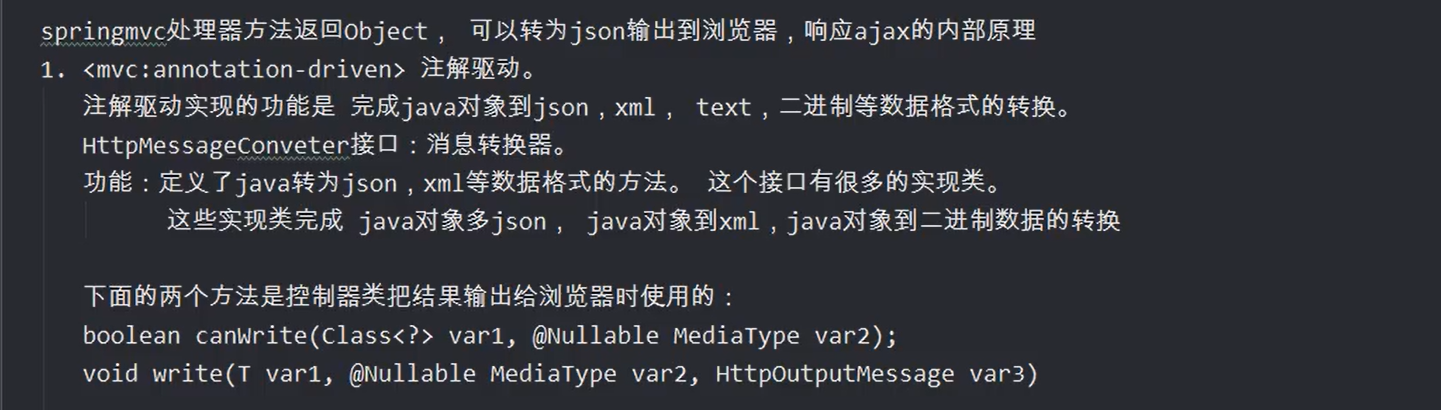 springmvc处理器方法返回Object， 可以转为json输出到浏览器，响应ajax的内部原理
1. <mvc:annotation-driven> 注解驱动。
注解驱动实现的功能是 完成java对象到json，xml， text，二进制等数据格式的转换。
HttpMessageConveter接口：消息转换器。
功能：定义了java转为json，xml等数据格式的方法。 这个接口有很多的实现类。
这些实现类完成 java对象多json， java对象到xml，java对象到二进制数据的转换
下面的两个方法是控制器类把结果输出给浏览器时使用的：
boolean canWrite(Class<?> var1, @Nullable MediaType var2);
void write(T var1, @Nullable MediaType var2, HttpOutputMessage var3)